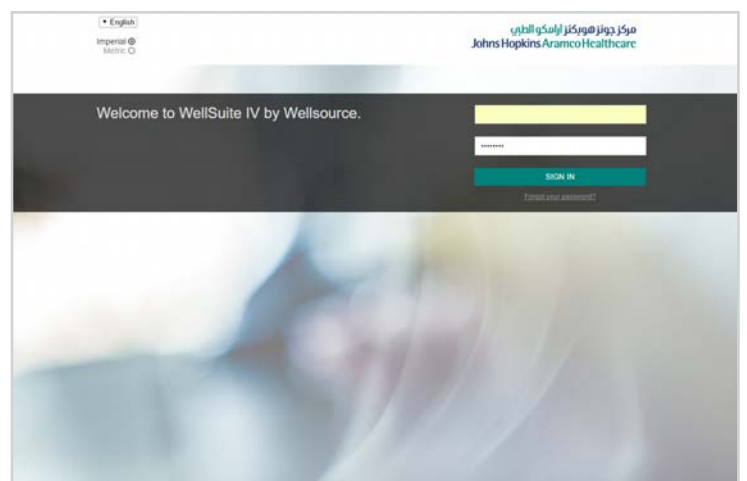 ▼ English
Imperial
Metric
مركز جونز هوبكنز أرامكو الطبي
Johns Hopkins Aramco Healthcare
Welcome to WellSuite IV by Wellsource.
•••••••••
SIGN IN
Forgot your password?